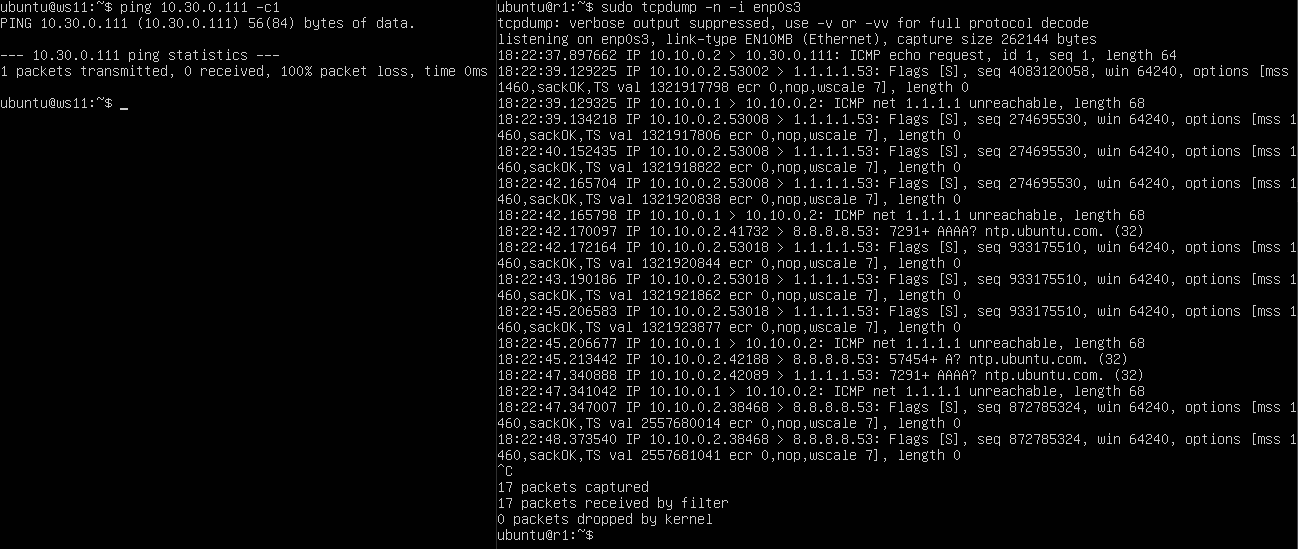 ubuntu@ws11:~$ ping 10.30.0.111 -c1
PING 10.30.0.111 (10.30.0.111) 56(84) bytes of data.

--- 10.30.0.111 ping statistics ---
1 packets transmitted, 0 received, 100% packet loss, time 0ms

ubuntu@ws11:~$ _
ubuntu@r1:~$ sudo tcpdump -n -i enp0s3
tcpdump: verbose output suppressed, use -v or -vv for full protocol decode
listening on enp0s3, link-type EN10MB (Ethernet), capture size 262144 bytes
18:22:37.897662 IP 10.10.0.2 > 10.30.0.111: ICMP echo request, id 1, seq 1, length 64
18:22:39.129225 IP 10.10.0.2.53002 > 1.1.1.1.53: Flags [S], seq 4083120058, win 64240, options [mss
1460,sackOK,TS val 1321917798 ecr 0,nop,wscale 7], length 0
18:22:39.129325 IP 10.10.0.1 > 10.10.0.2: ICMP net 1.1.1.1 unreachable, length 68
18:22:39.134218 IP 10.10.0.2.53008 > 1.1.1.1.53: Flags [S], seq 274695530, win 64240, options [mss 1
460,sackOK,TS val 1321917806 ecr 0,nop,wscale 7], length 0
18:22:40.152435 IP 10.10.0.2.53008 > 1.1.1.1.53: Flags [S], seq 274695530, win 64240, options [mss 1
460,sackOK,TS val 1321918822 ecr 0,nop,wscale 7], length 0
18:22:42.165704 IP 10.10.0.2.53008 > 1.1.1.1.53: Flags [S], seq 274695530, win 64240, options [mss 1
460,sackOK,TS val 1321920838 ecr 0,nop,wscale 7], length 0
18:22:42.165798 IP 10.10.0.1 > 10.10.0.2: ICMP net 1.1.1.1 unreachable, length 68
18:22:42.170097 IP 10.10.0.2.41732 > 8.8.8.8.53: 7291+ AAAA? ntp.ubuntu.com. (32)
18:22:42.172164 IP 10.10.0.2.53018 > 1.1.1.1.53: Flags [S], seq 933175510, win 64240, options [mss 1
460,sackOK,TS val 1321920844 ecr 0,nop,wscale 7], length 0
18:22:43.190186 IP 10.10.0.2.53018 > 1.1.1.1.53: Flags [S], seq 933175510, win 64240, options [mss 1
460,sackOK,TS val 1321921862 ecr 0,nop,wscale 7], length 0
18:22:45.206583 IP 10.10.0.2.53018 > 1.1.1.1.53: Flags [S], seq 933175510, win 64240, options [mss 1
460,sackOK,TS val 1321923877 ecr 0,nop,wscale 7], length 0
18:22:45.206677 IP 10.10.0.1 > 10.10.0.2: ICMP net 1.1.1.1 unreachable, length 68
18:22:45.213442 IP 10.10.0.2.42188 > 8.8.8.8.53: 57454+ A? ntp.ubuntu.com. (32)
18:22:47.340888 IP 10.10.0.2.42089 > 1.1.1.1.53: 7291+ AAAA? ntp.ubuntu.com. (32)
18:22:47.341042 IP 10.10.0.1 > 10.10.0.2: ICMP net 1.1.1.1 unreachable, length 68
18:22:47.347007 IP 10.10.0.2.38468 > 8.8.8.8.53: Flags [S], seq 872785324, win 64240, options [mss 1
460,sackOK,TS val 2557680014 ecr 0,nop,wscale 7], length 0
18:22:48.373540 IP 10.10.0.2.38468 > 8.8.8.8.53: Flags [S], seq 872785324, win 64240, options [mss 1
460,sackOK,TS val 2557681041 ecr 0,nop,wscale 7], length 0
^C
17 packets captured
17 packets received by filter
0 packets dropped by kernel
ubuntu@r1:~$